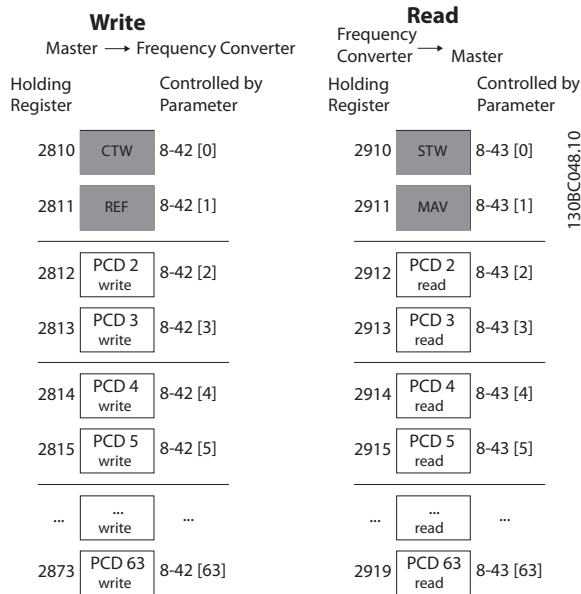 Write
Master → Frequency Converter
Holding Register
Controlled by Parameter
2810 CTW 8-42 [0]
2811 REF 8-42 [1]
2812 PCD 2 write 8-42 [2]
2813 PCD 3 write 8-42 [3]
2814 PCD 4 write 8-42 [4]
2815 PCD 5 write 8-42 [5]
... ... write ...
2873 PCD 63 write 8-42 [63]
Read
Frequency Converter → Master
Holding Register
Controlled by Parameter
2910 STW 8-43 [0]
2911 MAV 8-43 [1]
2912 PCD 2 read 8-43 [2]
2913 PCD 3 read 8-43 [3]
2914 PCD 4 read 8-43 [4]
2915 PCD 5 read 8-43 [5]
... ... read ...
2919 PCD 63 read 8-43 [63]
130BC048.10